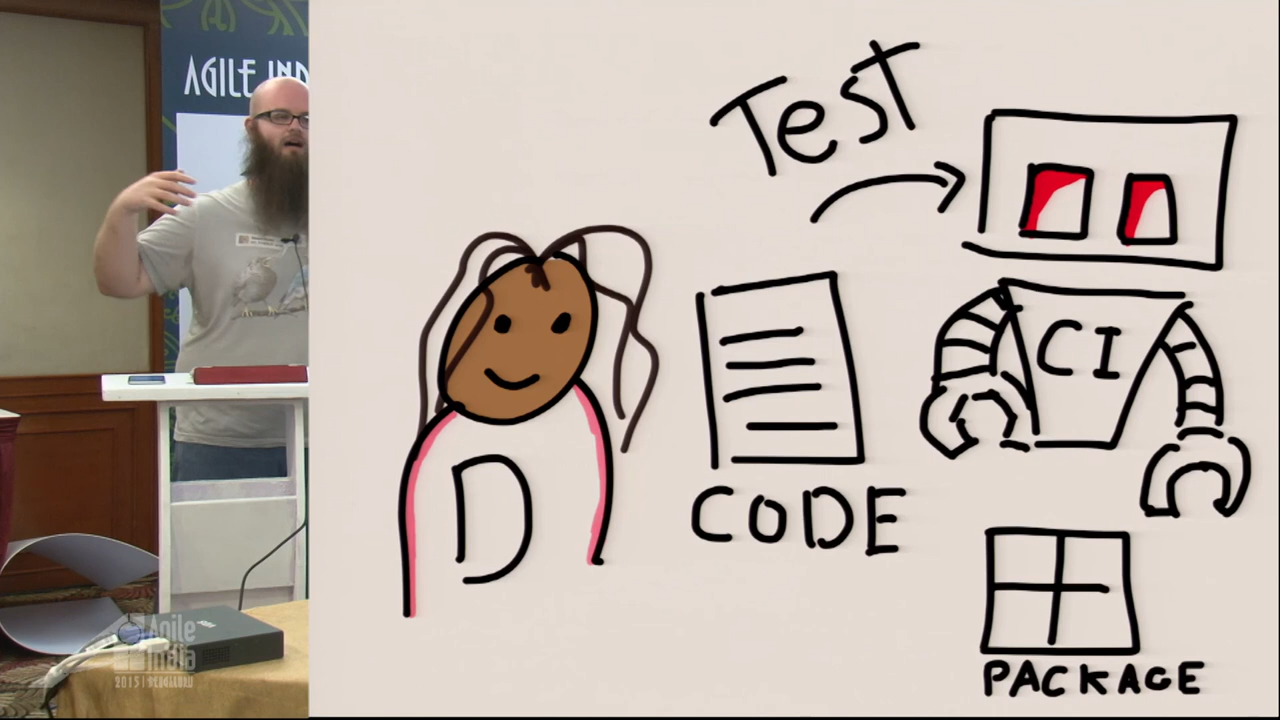 AGILE IND
Test
CI
D
CODE
PACKAGE
Agile
India
2015 | BENGALURU